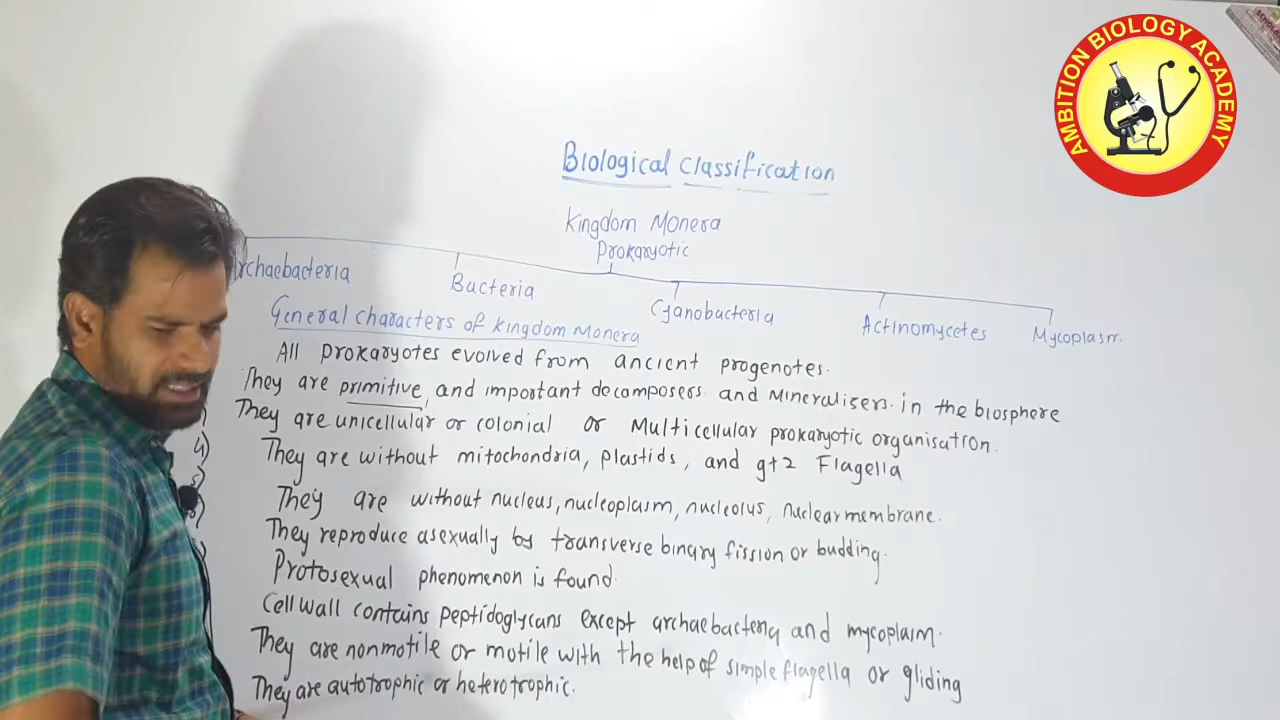 AMBITION BIOLOGY ACADEMY
Biological classification
Kingdom Monera
Prokaryotic
Archaebacteria
Bacteria
Cyanobacteria
Actinomycetes
Mycoplasm.
General characters of kingdom Monera
All prokaryotes evolved from ancient progenotes.
They are primitive, and important decomposers and Mineralisers in the biosphere
They are unicellular or colonial or Multicellular prokaryotic organisation.
4) They are without mitochondria, plastids, and 9+2 Flagella
They are without nucleus, nucleoplasm, nucleolus, nuclear membrane.
They reproduce asexually by transverse binary fission or budding.
Protosexual phenomenon is found.
Cell wall contains peptidoglycans except archaebacteria and mycoplasm.
They are nonmotile or motile with the help of simple flagella or gliding
They are autotrophic or heterotrophic.